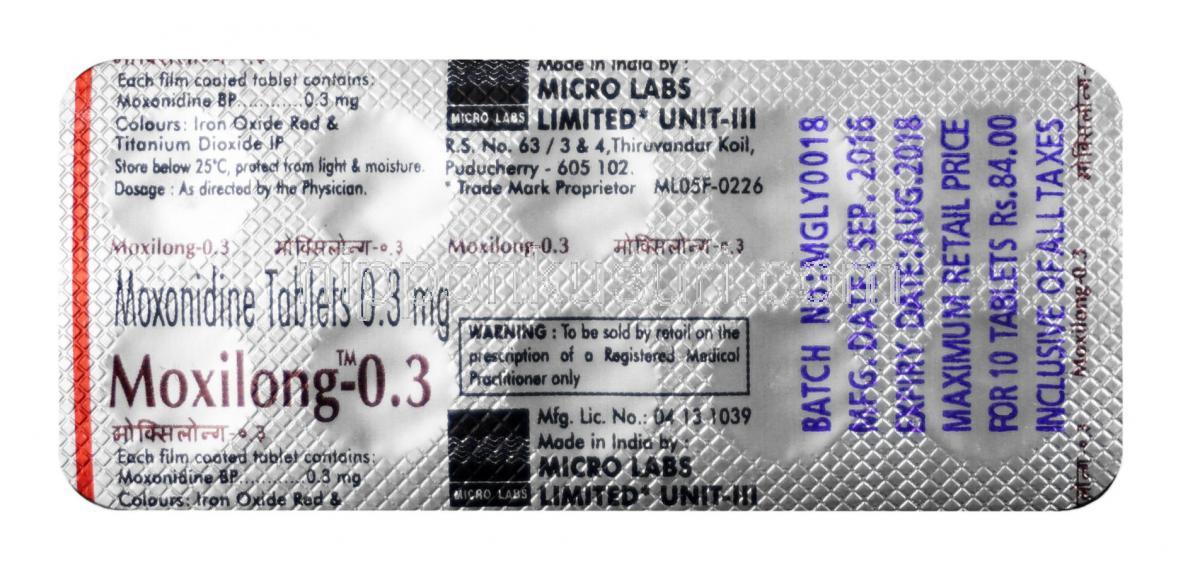 Each film coated tablet contains:
Moxonidine BP............0.3 mg
Colours: Iron Oxide Red &
Titanium Dioxide IP
Store below 25°C, protect from light & moisture.
Dosage : As directed by the Physician.
Made in India by :
MICRO LABS
MICRO LABS
LIMITED* UNIT-III
R.S. No. 63 / 3 & 4,Thiruvandar Koil,
Puducherry - 605 102.
* Trade Mark Proprietor ML05F-0226
Moxilong-0.3 मोक्सिलोन्ग-०.३ Moxilong-0.3 मोक्सिलोन्ग-०.३
Moxonidine Tablets 0.3 mg
Moxilong™-0.3
मोक्सिलोन्ग-०.३
Each film coated tablet contains:
Moxonidine BP............0.3 mg
Colours: Iron Oxide Red &
WARNING : To be sold by retail on the
prescription of a Registered Medical
Practitioner only
Mfg. Lic. No.: 04 13 1039
Made in India by :
MICRO LABS
MICRO LABS
LIMITED* UNIT-III
BATCH NO:MGLY0018
MFG.DATE:SEP.2016
EXPIRY DATE:AUG.2018
MAXIMUM RETAIL PRICE
FOR 10 TABLETS Rs.84.00
INCLUSIVE OF ALL TAXES
Moxilong-0.3
nipponkusuri.com